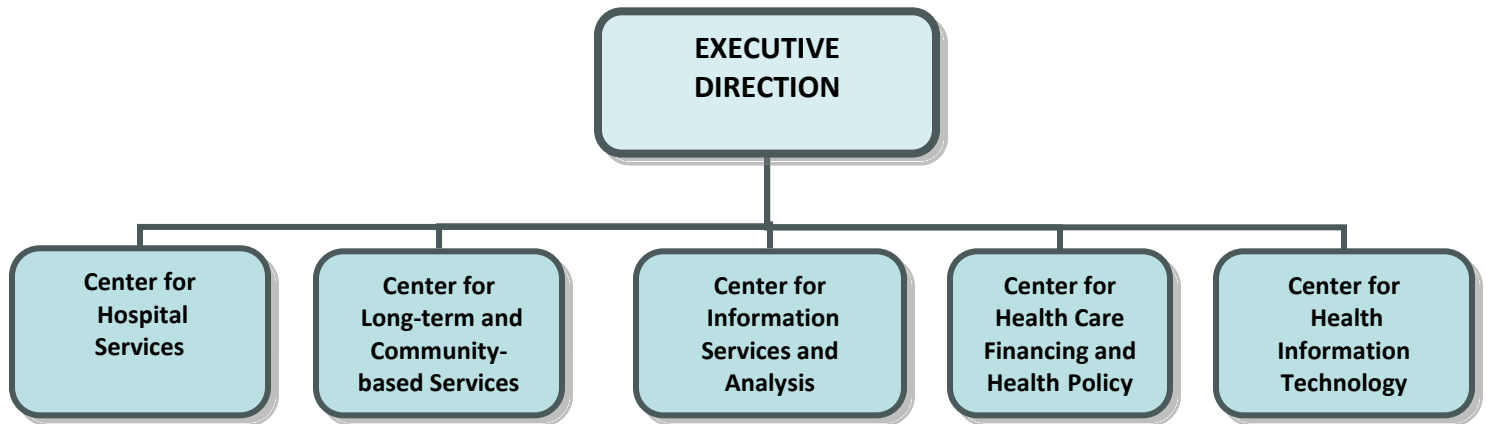 EXECUTIVE
DIRECTION
Center for
Hospital
Services
Center for
Long-term and
Community-
based Services
Center for
Information
Services and
Analysis
Center for
Health Care
Financing and
Health Policy
Center for
Health
Information
Technology